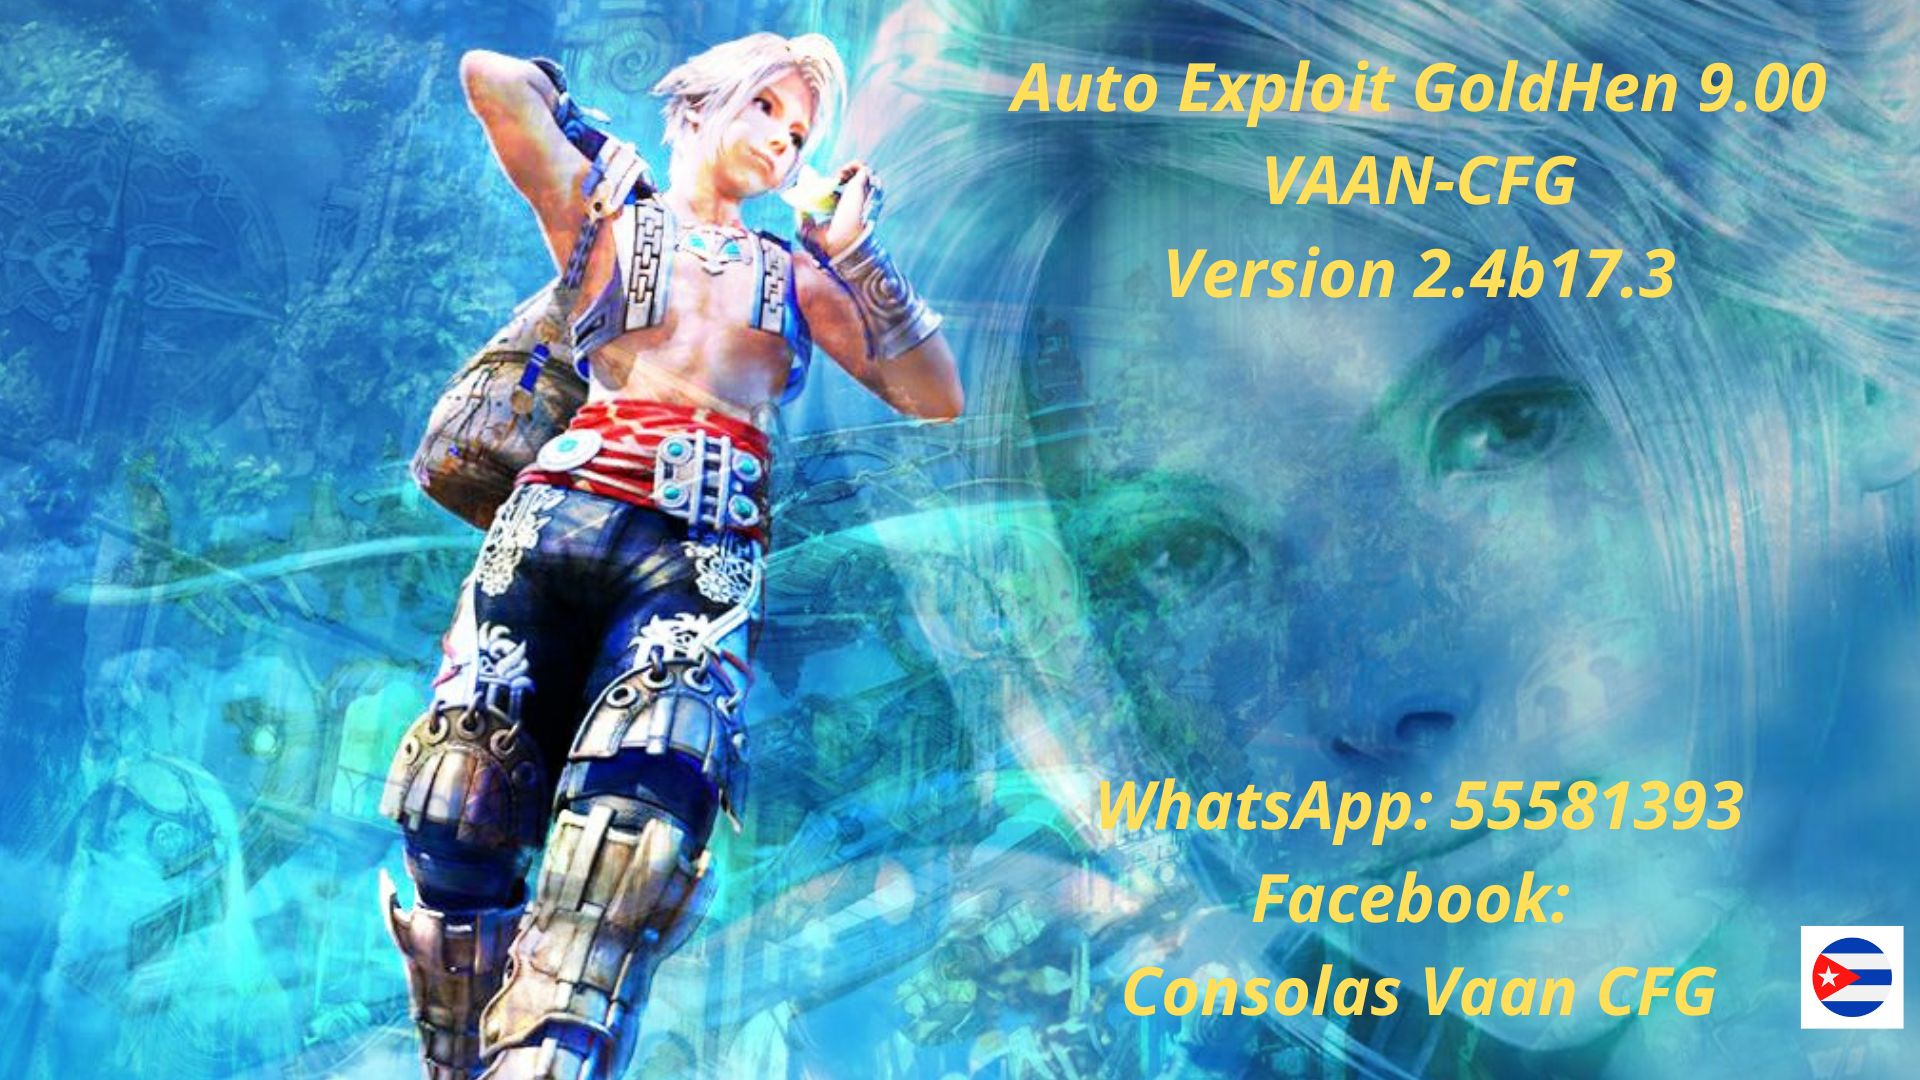 Auto Exploit GoldHen 9.00
VAAN-CFG
Version 2.4b17.3
WhatsApp: 55581393
Facebook:
Consolas Vaan CFG